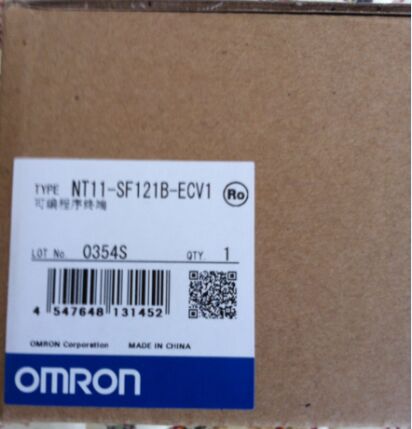 TYPE NT11-SF121B-ECV1 Ro
可编程序终端
LOT No. 0354S QTY. 1
4 547648 131452
OMRON Corporation MADE IN CHINA
OMRON